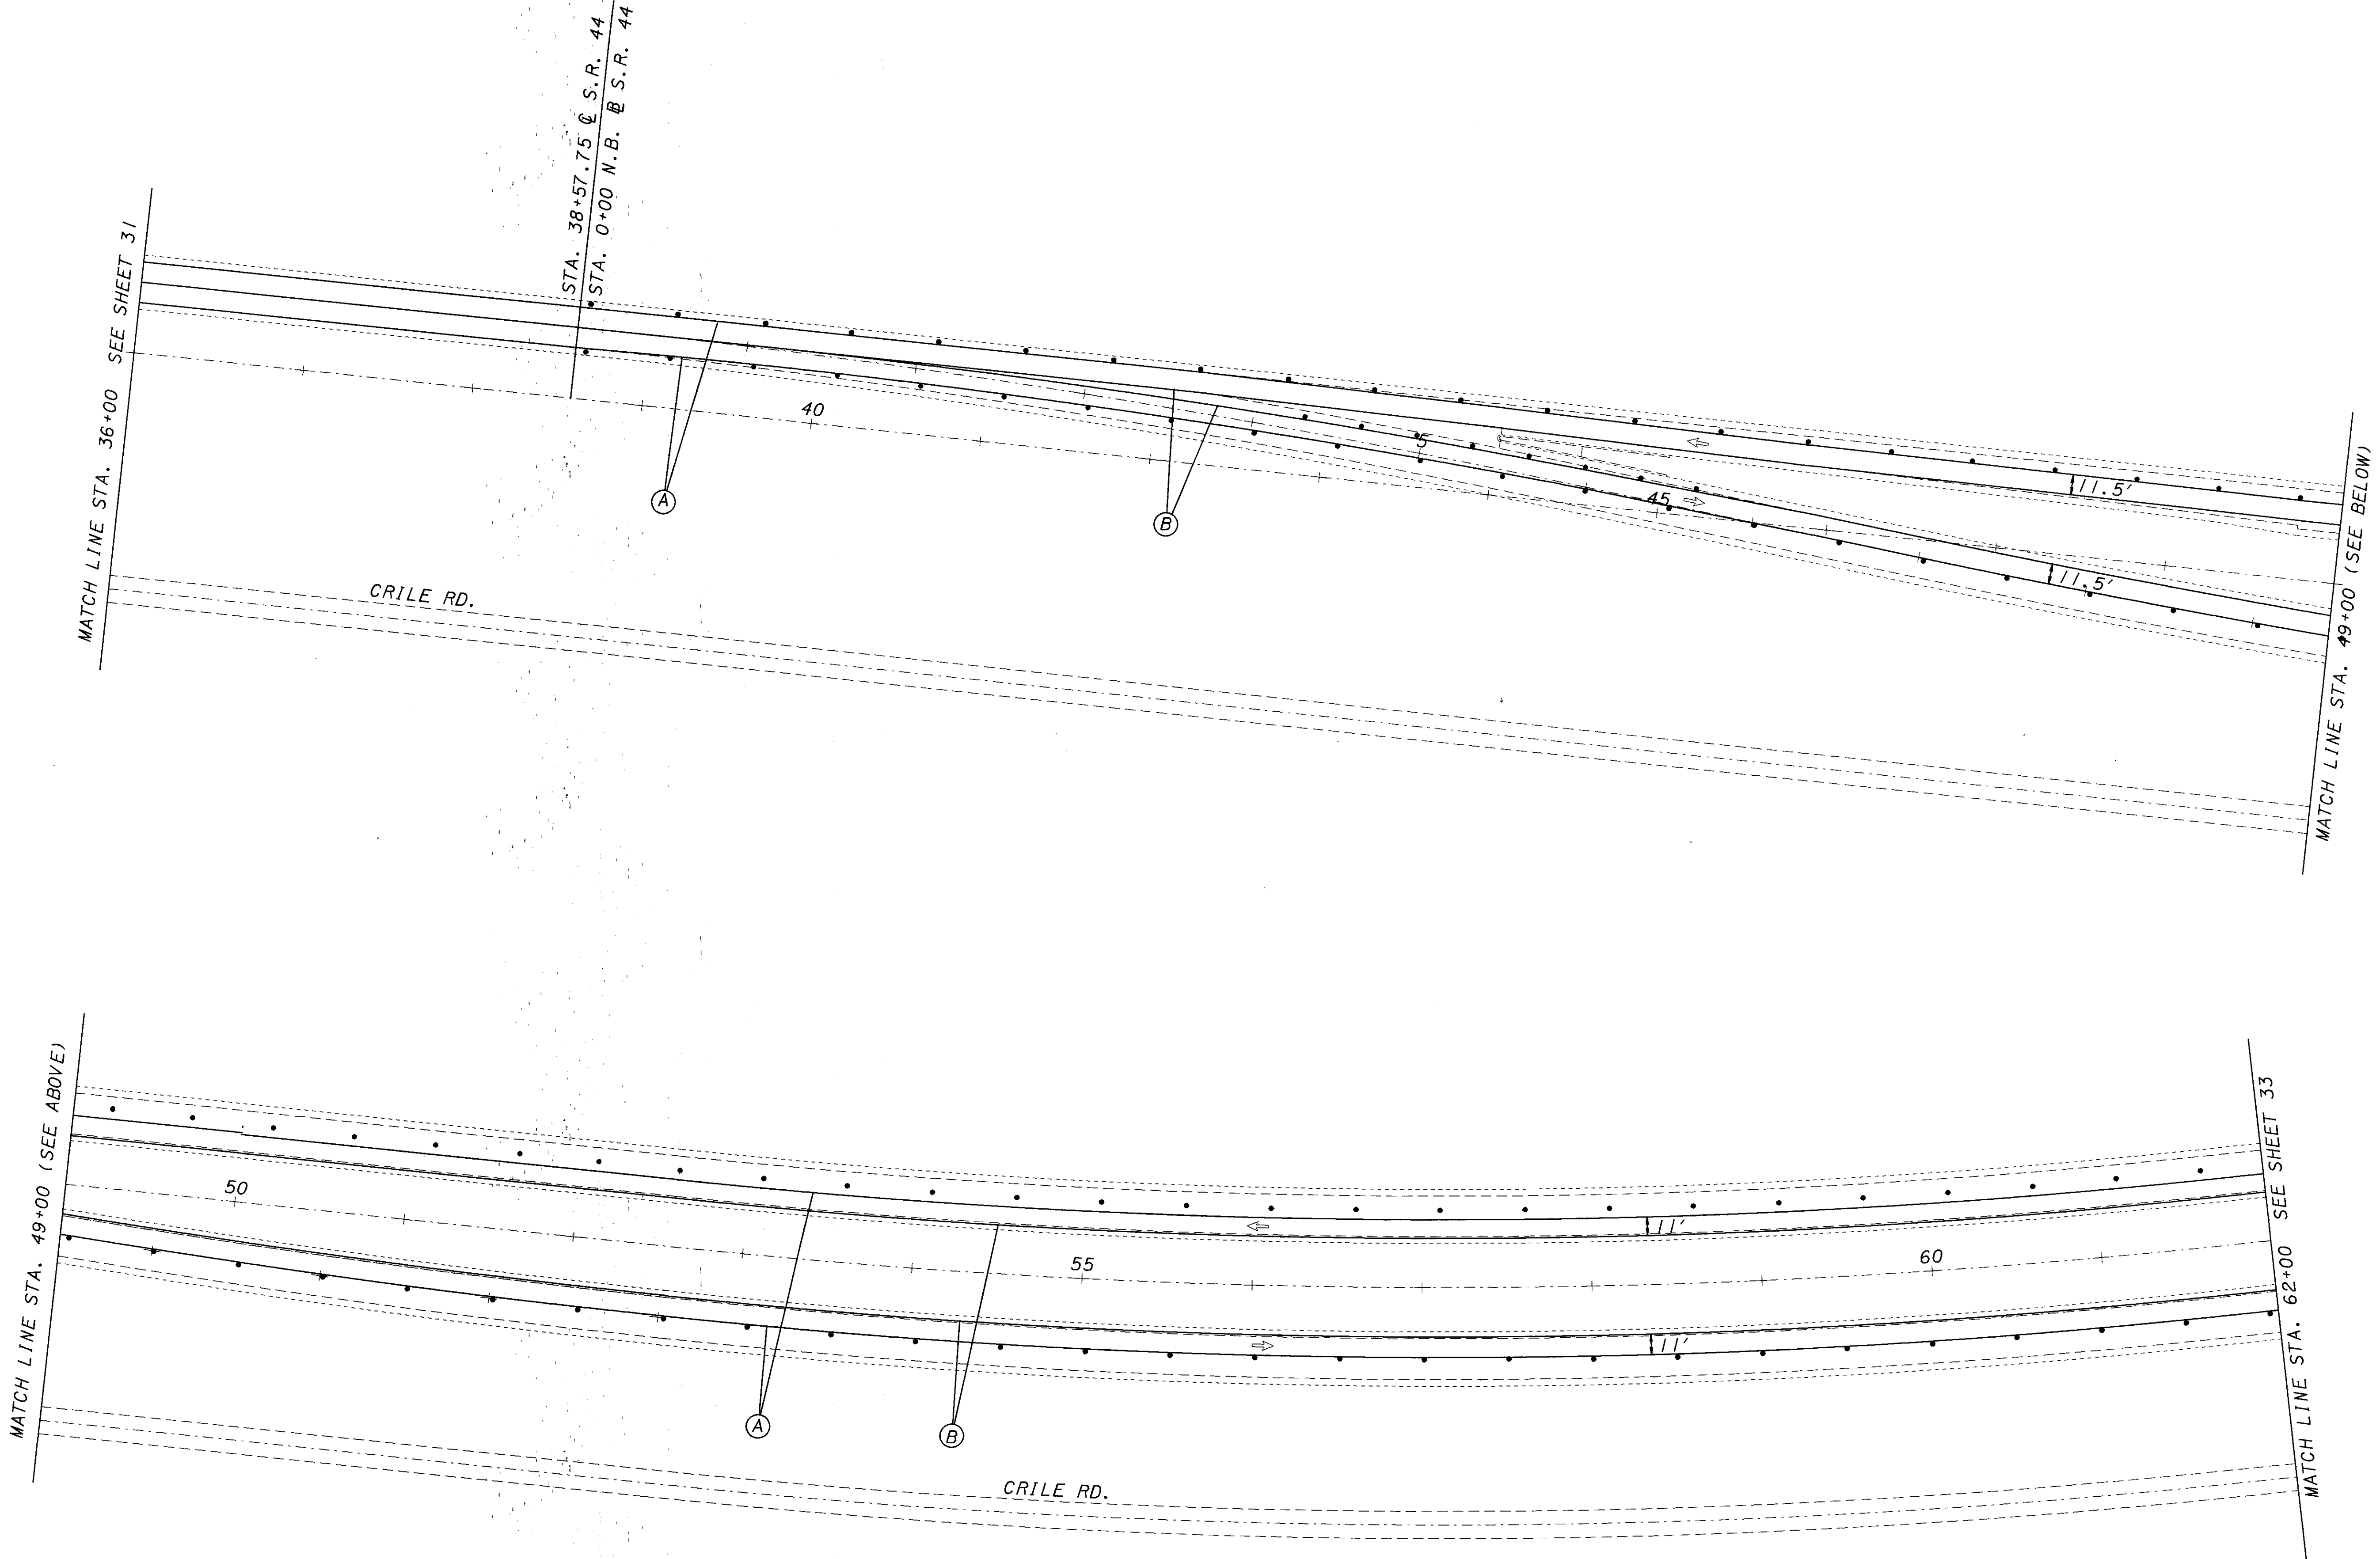 STA. 38+57.75 ℄ S.R. 44
STA. 0+00 N.B. ⅊ S.R. 44
MATCH LINE STA. 36+00 SEE SHEET 31
40
5
45
11.5'
11.5'
A
B
CRILE RD.
MATCH LINE STA. 49+00 (SEE BELOW)
MATCH LINE STA. 49+00 (SEE ABOVE)
50
55
60
11'
11'
A
B
CRILE RD.
MATCH LINE STA. 62+00 SEE SHEET 33